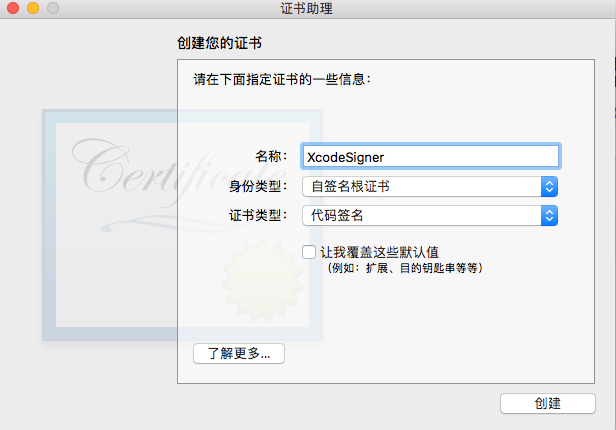 证书助理
创建您的证书
请在下面指定证书的一些信息：
Certificate
名称： XcodeSigner
身份类型： 自签名根证书
证书类型： 代码签名
让我覆盖这些默认值
（例如：扩展、目的钥匙串等等）
了解更多...
创建